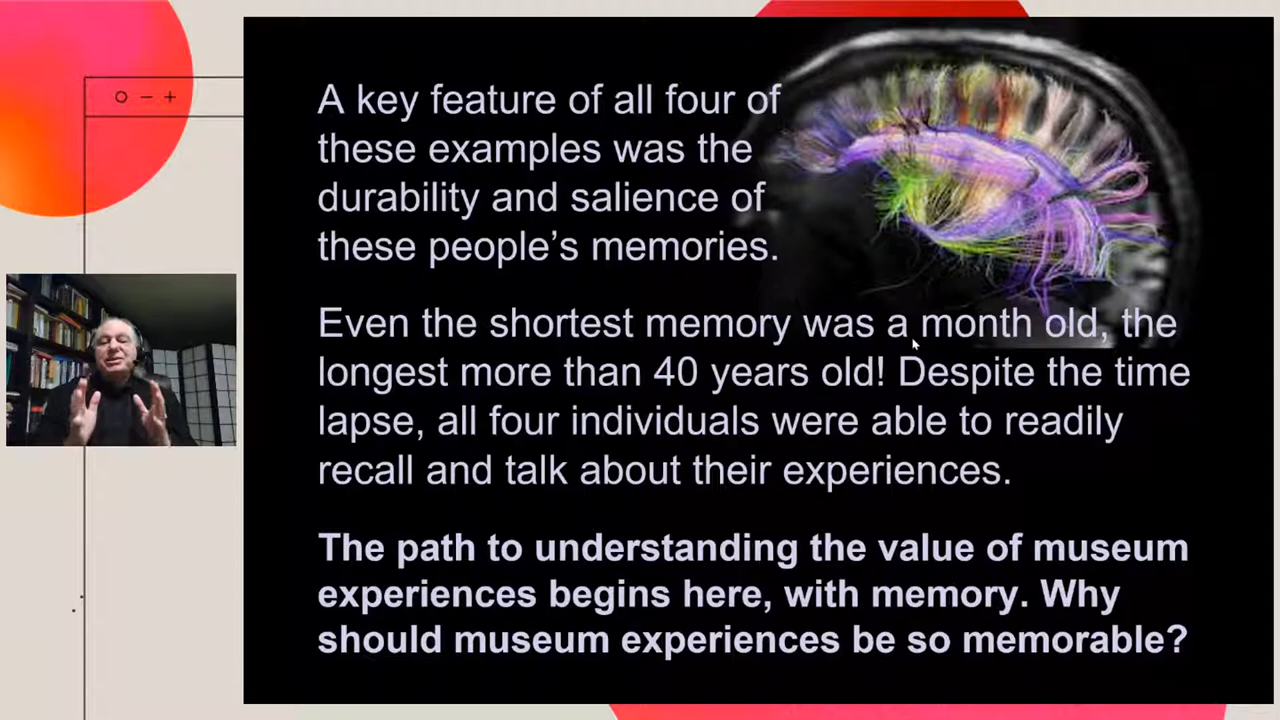 A key feature of all four of
these examples was the
durability and salience of
these people’s memories.
Even the shortest memory was a month old, the
longest more than 40 years old! Despite the time
lapse, all four individuals were able to readily
recall and talk about their experiences.
The path to understanding the value of museum
experiences begins here, with memory. Why
should museum experiences be so memorable?